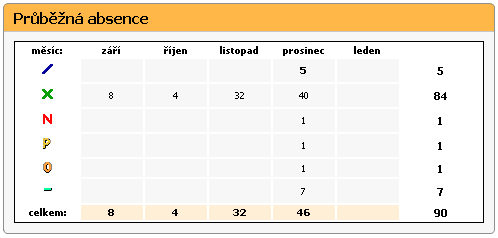 Průběžná absence
měsíc: září říjen listopad prosinec leden
/ 5 5
X 8 4 32 40 84
N 1 1
P 1 1
O 1 1
– 7 7
celkem: 8 4 32 46 90